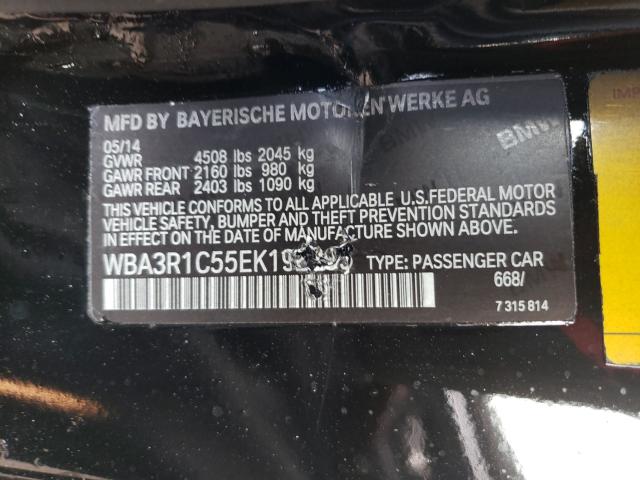 MFD BY BAYERISCHE MOTOREN WERKE AG
05/14
GVWR 4508 lbs 2045 kg
GAWR FRONT 2160 lbs 980 kg
GAWR REAR 2403 lbs 1090 kg
THIS VEHICLE CONFORMS TO ALL APPLICABLE U.S.FEDERAL MOTOR
VEHICLE SAFETY, BUMPER AND THEFT PREVENTION STANDARDS
IN EFFECT ON THE DATE OF MANUFACTURE SHOWN ABOVE.
TYPE: PASSENGER CAR
668/
7 315 814
BMW